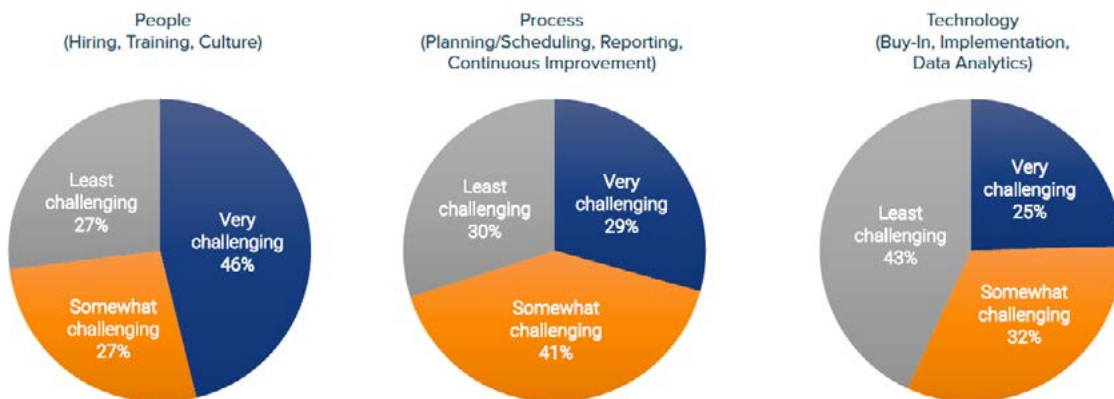 People
(Hiring, Training, Culture)
Least
challenging
27%
Very
challenging
46%
Somewhat
challenging
27%
Process
(Planning/Scheduling, Reporting,
Continuous Improvement)
Least
challenging
30%
Very
challenging
29%
Somewhat
challenging
41%
Technology
(Buy-In, Implementation,
Data Analytics)
Very
challenging
25%
Least
challenging
43%
Somewhat
challenging
32%